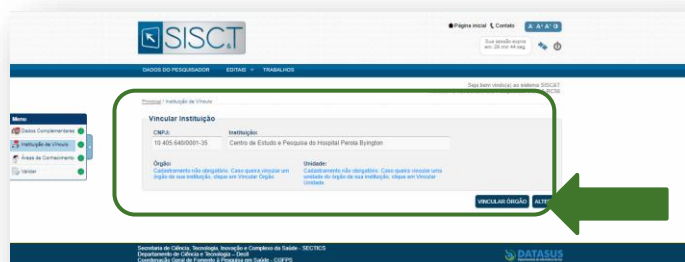 Página inicial Contato A- A+ A
SISC&T
Sua sessão expira
em: 29 min 44 seg.
DADOS DO PESQUISADOR EDITAIS TRABALHOS
Seja bem vindo(a) ao sistema SISC&T
Principal / Instituição de Vínculo
Menu
Dados Complementares
Instituição de Vínculo
Áreas de Conhecimento
Validar
Vincular Instituição
CNPJ: Instituição:
10.405.640/0001-35 Centro de Estudo e Pesquisa do Hospital Perola Byington
Órgão: Unidade:
Cadastramento não obrigatório. Caso queira vincular um Cadastramento não obrigatório. Caso queira vincular uma
órgão da sua instituição, clique em Vincular Órgão. unidade do órgão da sua instituição, clique em Vincular
Unidade.
VINCULAR ÓRGÃO
Secretaria de Ciência, Tecnologia, Inovação e Complexo da Saúde - SECTICS
Departamento de Ciência e Tecnologia – Decit
Coordenação Geral de Fomento à Pesquisa em Saúde - CGFPS
DATASUS